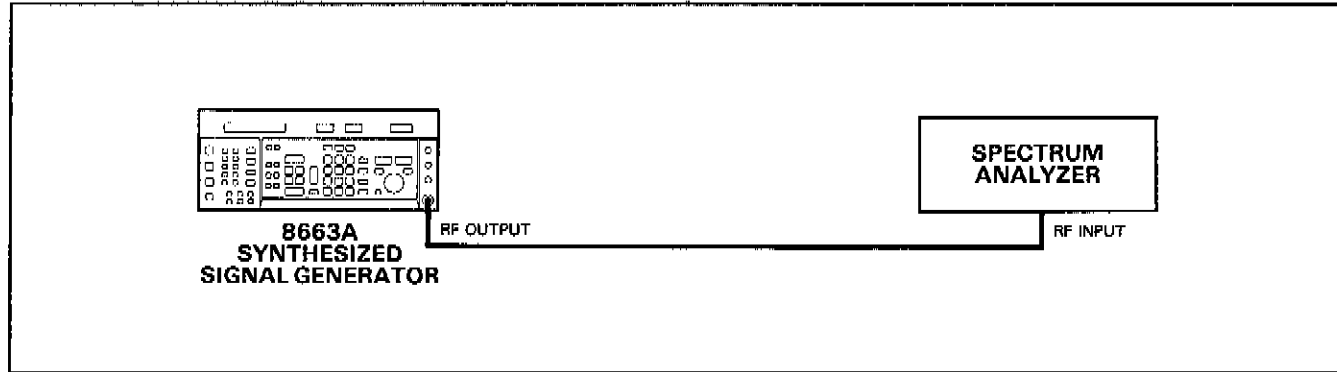 8663A
SYNTHESIZED
SIGNAL GENERATOR
RF OUTPUT
SPECTRUM
ANALYZER
RF INPUT